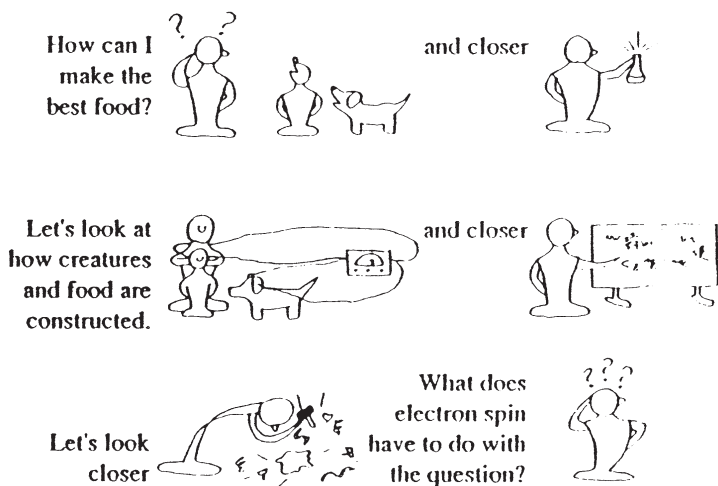 How can I
make the
best food?
Let's look at
how creatures
and food are
constructed.
Let's look
closer
and closer
and closer
What does
electron spin
have to do with
the question?